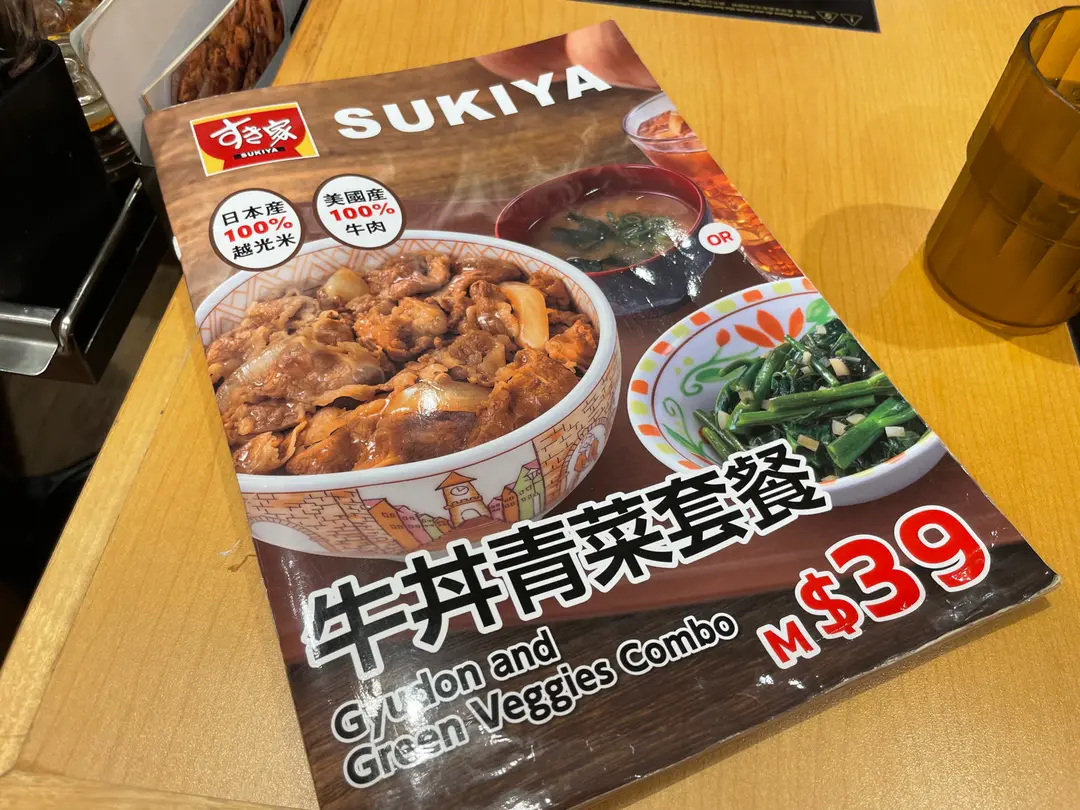 すき家
SUKIYA
SUKIYA
日本産
100%
越光米
美國産
100%
牛肉
OR
牛丼青菜套餐
Gyudon and
Green Veggies Combo
M $39